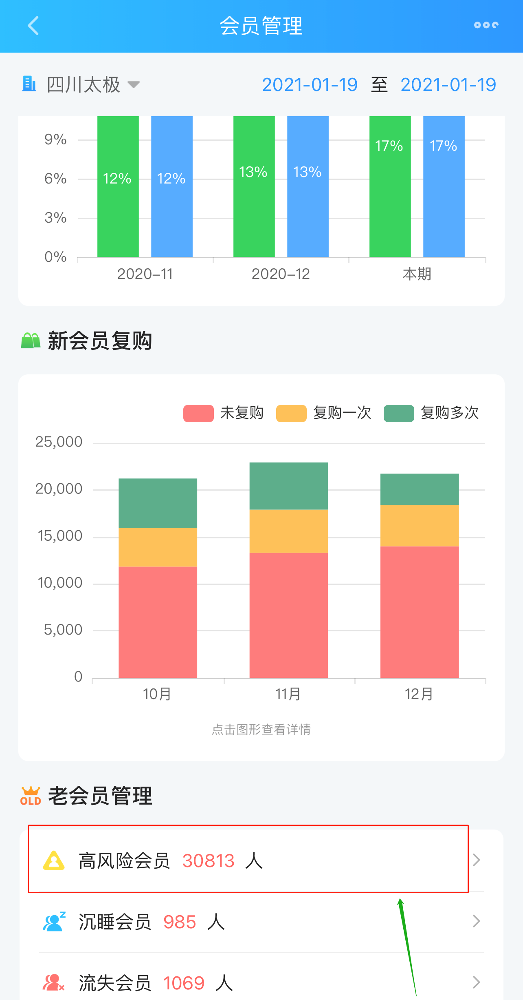 会员管理
四川太极 2021-01-19 至 2021-01-19
9%
6%
3%
0%
12% 12% 13% 13% 17% 17%
2020-11 2020-12 本期
新会员复购
未复购 复购一次 复购多次
25,000
20,000
15,000
10,000
5,000
0
10月 11月 12月
点击图形查看详情
OLD 老会员管理
高风险会员 30813 人
z 沉睡会员 985 人
流失会员 1069 人